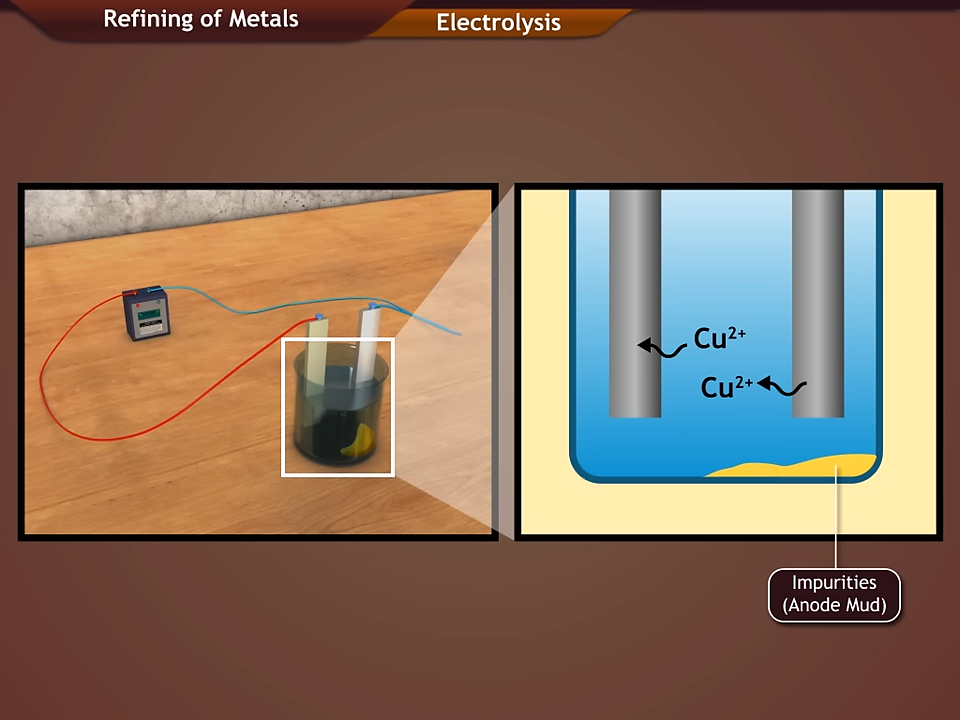 Refining of Metals
Electrolysis
Cu²⁺
Cu²⁺
Impurities
(Anode Mud)